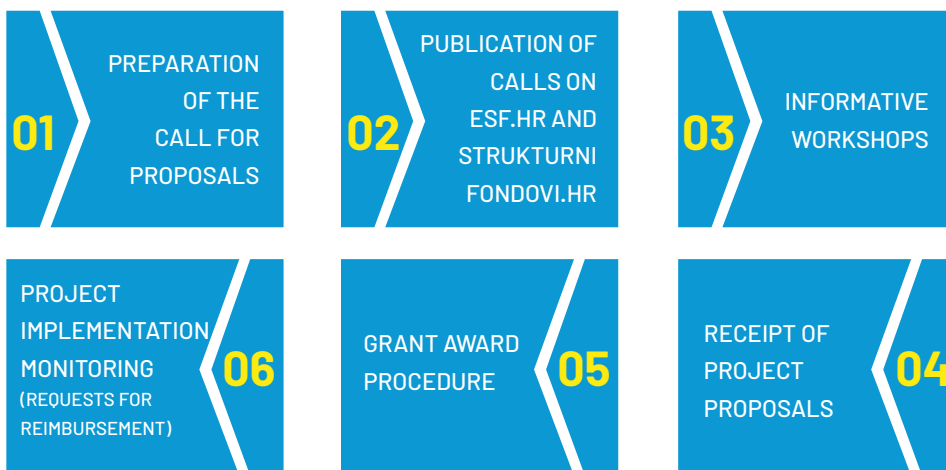 01
PREPARATION
OF THE
CALL FOR
PROPOSALS
02
PUBLICATION OF
CALLS ON
ESF.HR AND
STRUKTURNI
FONDOVI.HR
03
INFORMATIVE
WORKSHOPS
04
RECEIPT OF
PROJECT
PROPOSALS
05
GRANT AWARD
PROCEDURE
06
PROJECT
IMPLEMENTATION
MONITORING
(REQUESTS FOR
REIMBURSEMENT)